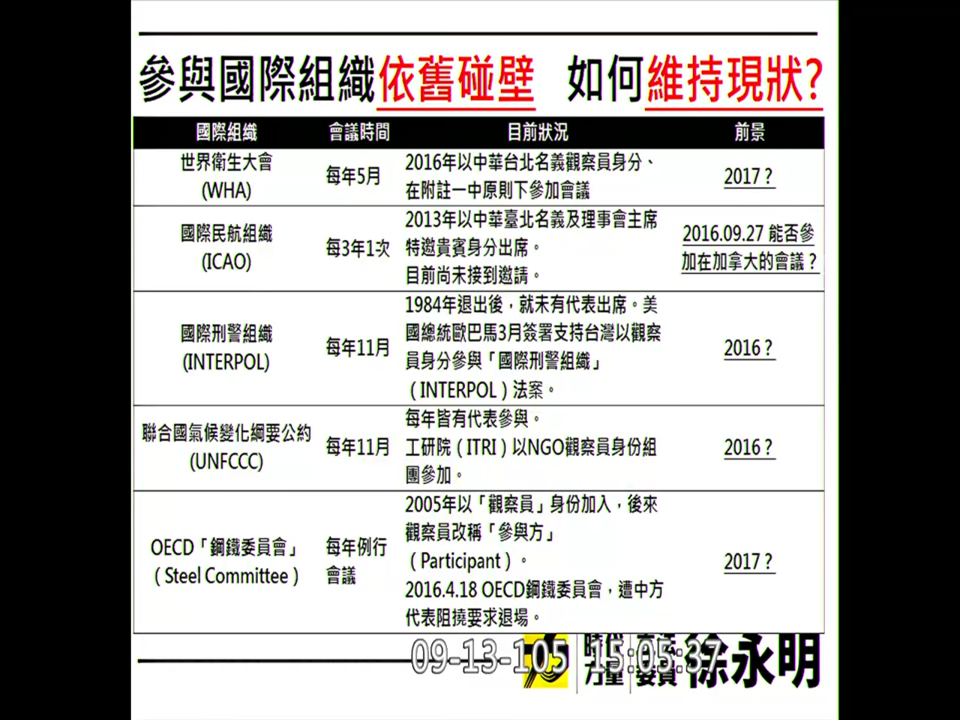 參與國際組織依舊碰壁 如何維持現狀?
國際組織 會議時間 目前狀況 前景
世界衛生大會
(WHA)
每年5月
2016年以中華台北名義觀察員身分、
在附註一中原則下參加會議
2017？
國際民航組織
(ICAO)
每3年1次
2013年以中華臺北名義及理事會主席
特邀貴賓身分出席。
目前尚未接到邀請。
2016.09.27 能否參
加在加拿大的會議？
國際刑警組織
(INTERPOL)
每年11月
1984年退出後，就未有代表出席。美
國總統歐巴馬3月簽署支持台灣以觀察
員身分參與「國際刑警組織」
（INTERPOL）法案。
2016？
聯合國氣候變化綱要公約
(UNFCCC)
每年11月
每年皆有代表參與。
工研院（ITRI）以NGO觀察員身份組
團參加。
2016？
OECD「鋼鐵委員會」
（Steel Committee）
每年例行
會議
2005年以「觀察員」身份加入，後來
觀察員改稱「參與方」
（Participant）。
2016.4.18 OECD鋼鐵委員會，遭中方
代表阻撓要求退場。
2017？
時代
力量
立法
委員
徐永明
09-13-105 15:05:37